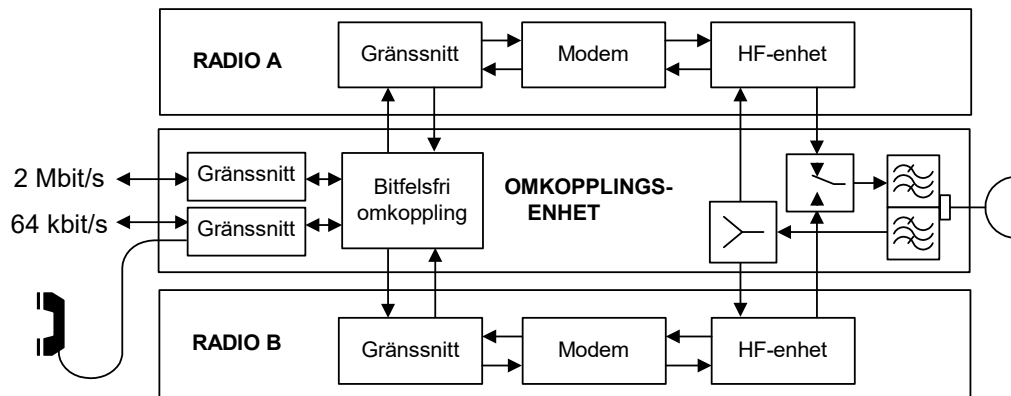 RADIO A
Gränssnitt
Modem
HF-enhet
2 Mbit/s
Gränssnitt
64 kbit/s
Gränssnitt
Bitfelsfri
omkoppling
OMKOPPLINGS-
ENHET
RADIO B
Gränssnitt
Modem
HF-enhet